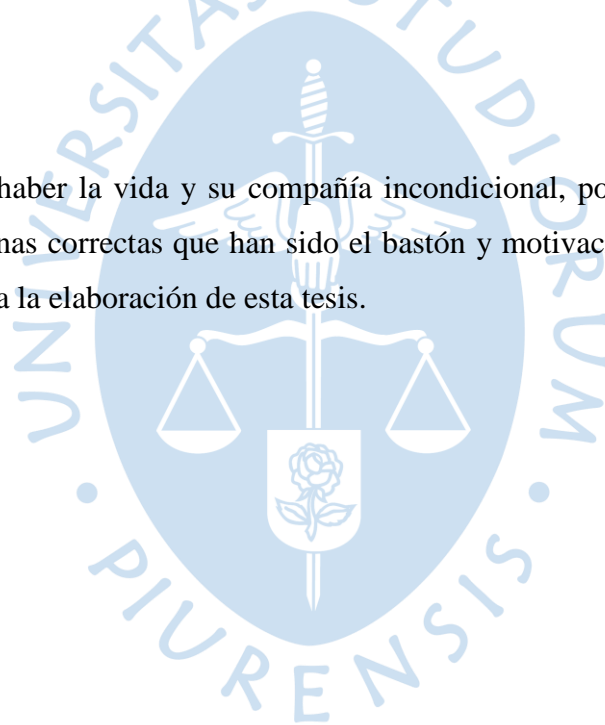 UNIVERSITAS STUDIORUM
haber la vida y su compañía incondicional, po
nas correctas que han sido el bastón y motivac
a la elaboración de esta tesis.
PIURENSIS